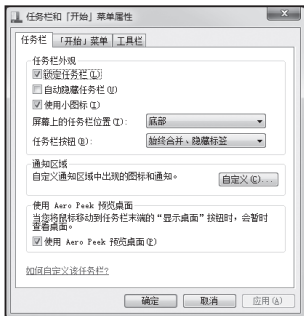 任务栏和「开始」菜单属性
任务栏 「开始」菜单 工具栏
任务栏外观
锁定任务栏(L)
自动隐藏任务栏(U)
使用小图标(I)
屏幕上的任务栏位置(T): 底部
任务栏按钮(B): 始终合并、隐藏标签
通知区域
自定义通知区域中出现的图标和通知。 自定义(C)...
使用 Aero Peek 预览桌面
当您将鼠标移动到任务栏末端的“显示桌面”按钮时，会暂时
查看桌面。
使用 Aero Peek 预览桌面(P)
如何自定义该任务栏?
确定 取消 应用(A)